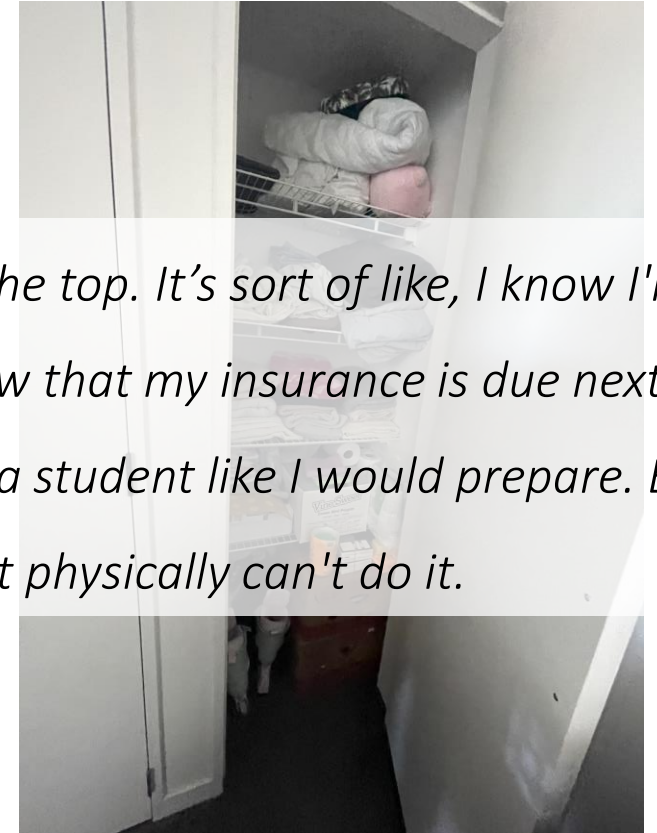 he top. It’s sort of like, I know I'
w that my insurance is due next
a student like I would prepare.
t physically can't do it.